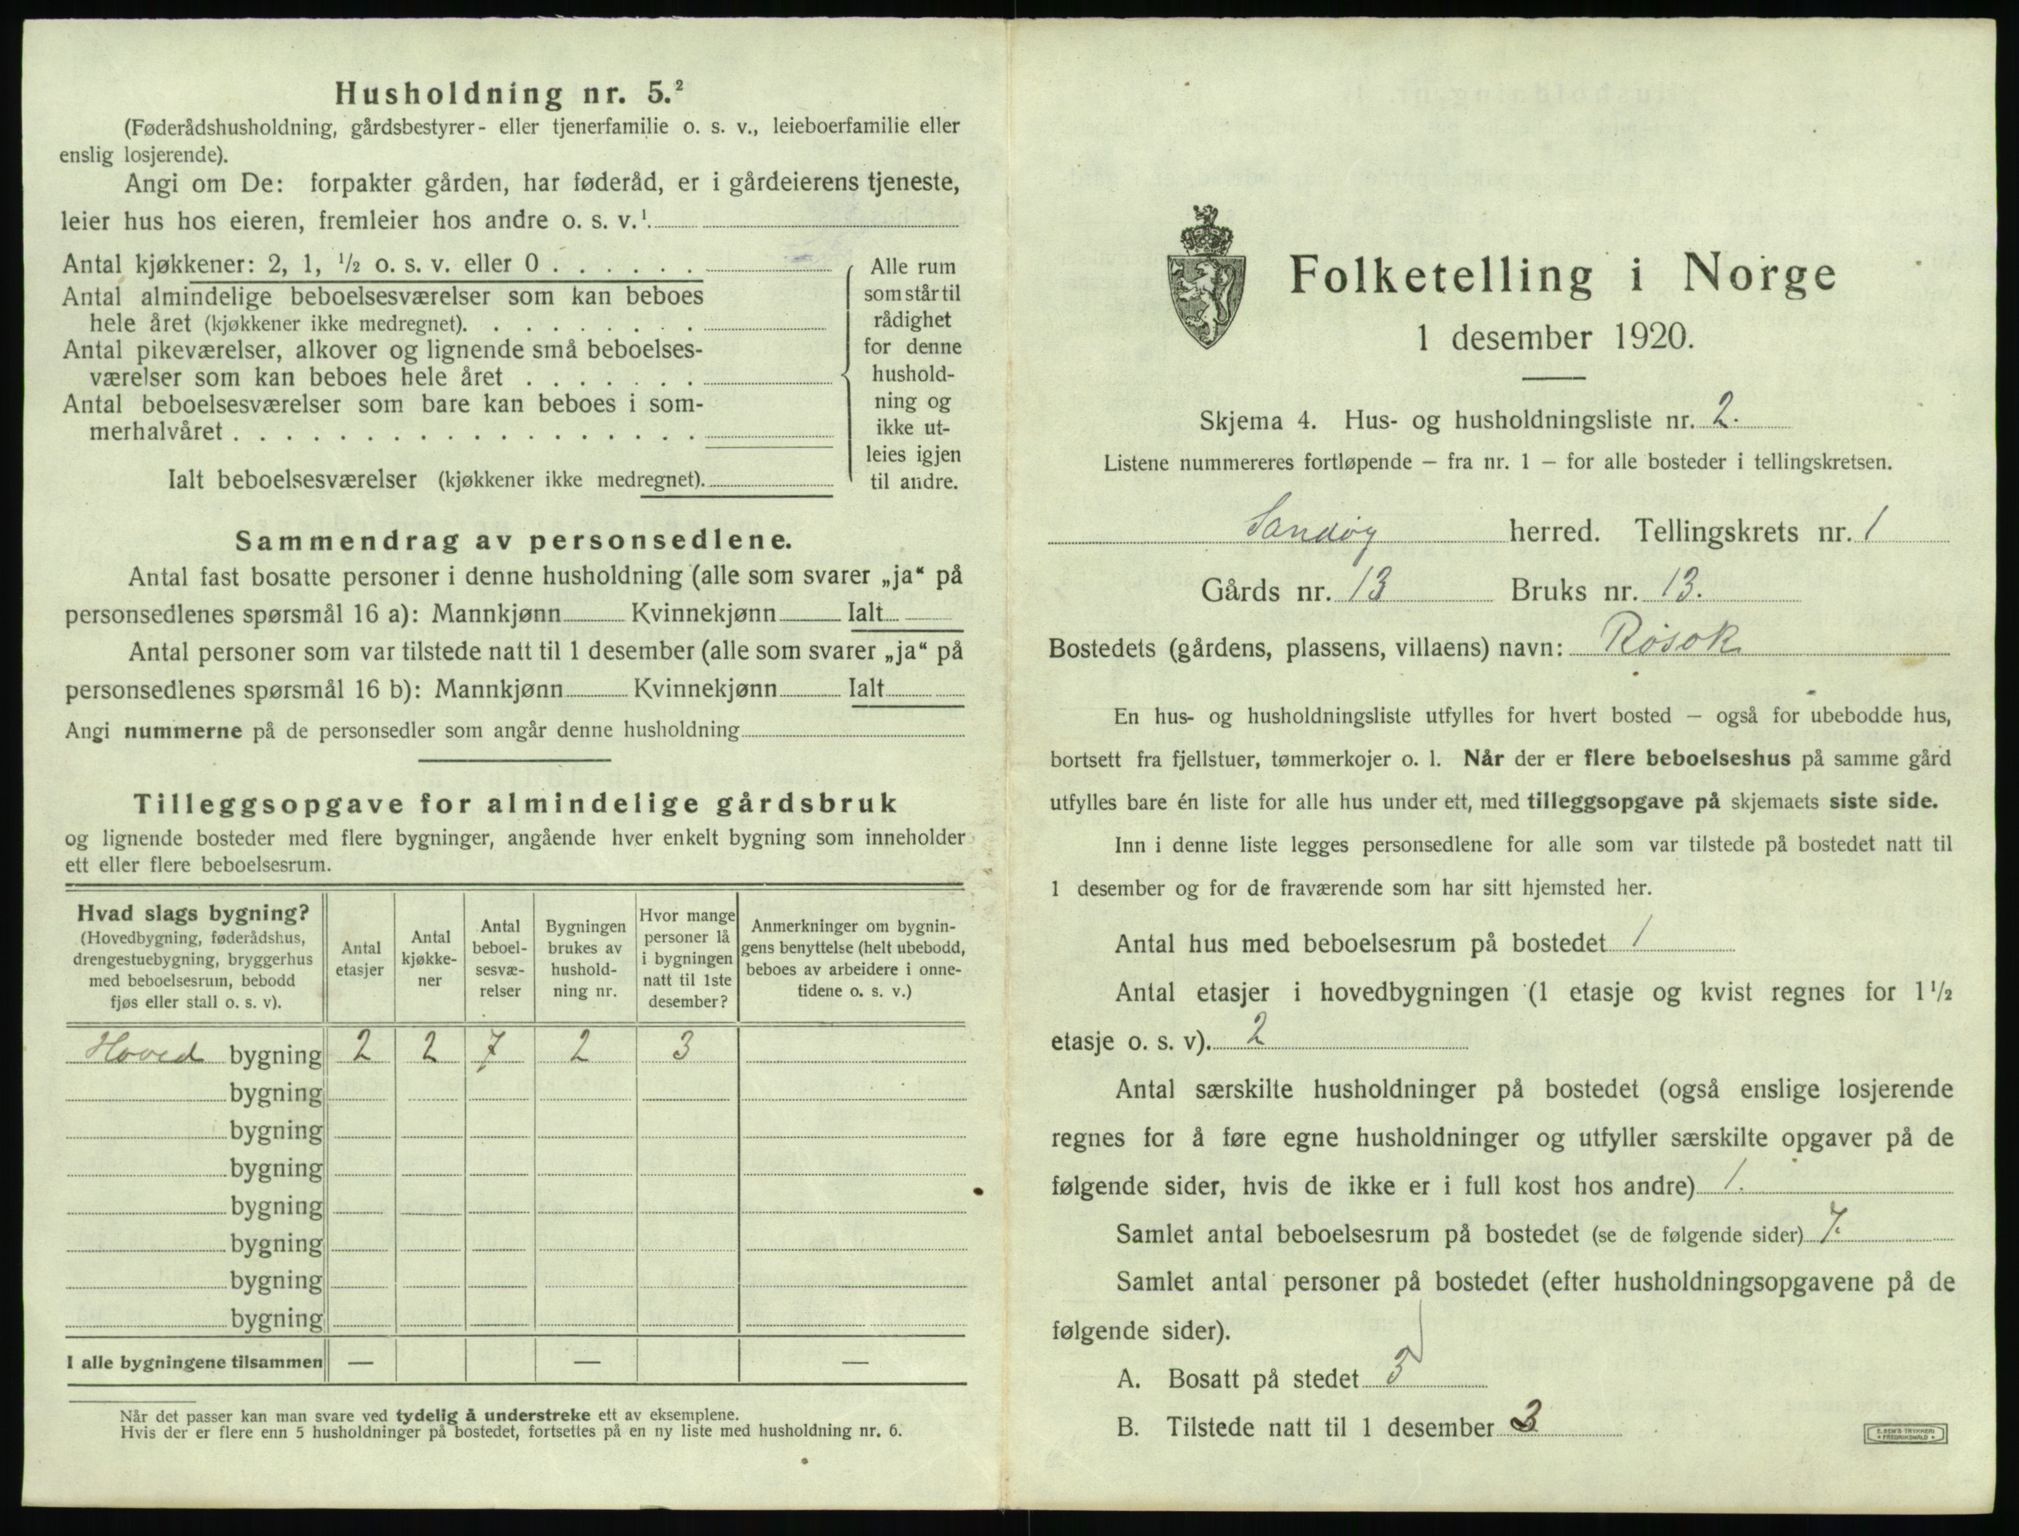 Husholdning nr. 5.²
(Føderådshusholdning, gårdsbestyrer- eller tjenerfamilie o. s. v., leieboerfamilie eller
enslig losjerende).
Angi om De: forpakter gården, har føderåd, er i gårdeierens tjeneste,
leier hus hos eieren, fremleier hos andre o. s. v.¹
Antal kjøkkener: 2, 1, ½ o. s. v. eller 0 . . . . . .
Antal almindelige beboelsesværelser som kan beboes
hele året (kjøkkener ikke medregnet). . . . . . . . .
Antal pikeværelser, alkover og lignende små beboelses-
værelser som kan beboes hele året . . . . . . .
Antal beboelsesværelser som bare kan beboes i som-
merhalvåret . . . . . . . . . . . . . . . . . .
Ialt beboelsesværelser (kjøkkener ikke medregnet).
Alle rum
som står til
rådighet
for denne
hushold-
ning og
ikke ut-
leies igjen
til andre.
Sammendrag av personsedlene.
Antal fast bosatte personer i denne husholdning (alle som svarer „ja“ på
personsedlenes spørsmål 16 a): Mannkjønn Kvinnekjønn Ialt
Antal personer som var tilstede natt til 1 desember (alle som svarer „ja“ på
personsedlenes spørsmål 16 b): Mannkjønn Kvinnekjønn Ialt
Angi nummerne på de personsedler som angår denne husholdning
Tilleggsopgave for almindelige gårdsbruk
og lignende bosteder med flere bygninger, angående hver enkelt bygning som inneholder
ett eller flere beboelsesrum.
Hvad slags bygning?
(Hovedbygning, føderådshus,
drengestuebygning, bryggerhus
med beboelsesrum, bebodd
fjøs eller stall o. s. v).
Antal
etasjer
Antal
kjøkke-
ner
Antal
beboel-
sesvæ-
relser
Bygningen
brukes av
hushold-
ning nr.
Hvor mange
personer lå
i bygningen
natt til 1ste
desember?
Anmerkninger om bygnin-
gens benyttelse (helt ubebodd,
beboes av arbeidere i onne-
tidene o. s. v.)
Hoved bygning 2 2 7 2 3
bygning
bygning
bygning
bygning
bygning
bygning
bygning
I alle bygningene tilsammen — — —
Når det passer kan man svare ved tydelig å understreke ett av eksemplene.
Hvis der er flere enn 5 husholdninger på bostedet, fortsettes på en ny liste med husholdning nr. 6.
Folketelling i Norge
1 desember 1920.
Skjema 4. Hus- og husholdningsliste nr. 2.
Listene nummereres fortløpende – fra nr. 1 – for alle bosteder i tellingskretsen.
Sandøy herred. Tellingskrets nr. 1
Gårds nr. 13 Bruks nr. 13.
Bostedets (gårdens, plassens, villaens) navn: Røsok
En hus- og husholdningsliste utfylles for hvert bosted – også for ubebodde hus,
bortsett fra fjellstuer, tømmerkojer o. l. Når der er flere beboelseshus på samme gård
utfylles bare én liste for alle hus under ett, med tilleggsopgave på skjemaets siste side.
Inn i denne liste legges personsedlene for alle som var tilstede på bostedet natt til
1 desember og for de fraværende som har sitt hjemsted her.
Antal hus med beboelsesrum på bostedet 1
Antal etasjer i hovedbygningen (1 etasje og kvist regnes for 1½
etasje o. s. v). 2
Antal særskilte husholdninger på bostedet (også enslige losjerende
regnes for å føre egne husholdninger og utfyller særskilte opgaver på de
følgende sider, hvis de ikke er i full kost hos andre) 1.
Samlet antal beboelsesrum på bostedet (se de følgende sider) 7.
Samlet antal personer på bostedet (efter husholdningsopgavene på de
følgende sider).
A. Bosatt på stedet 3
B. Tilstede natt til 1 desember 3